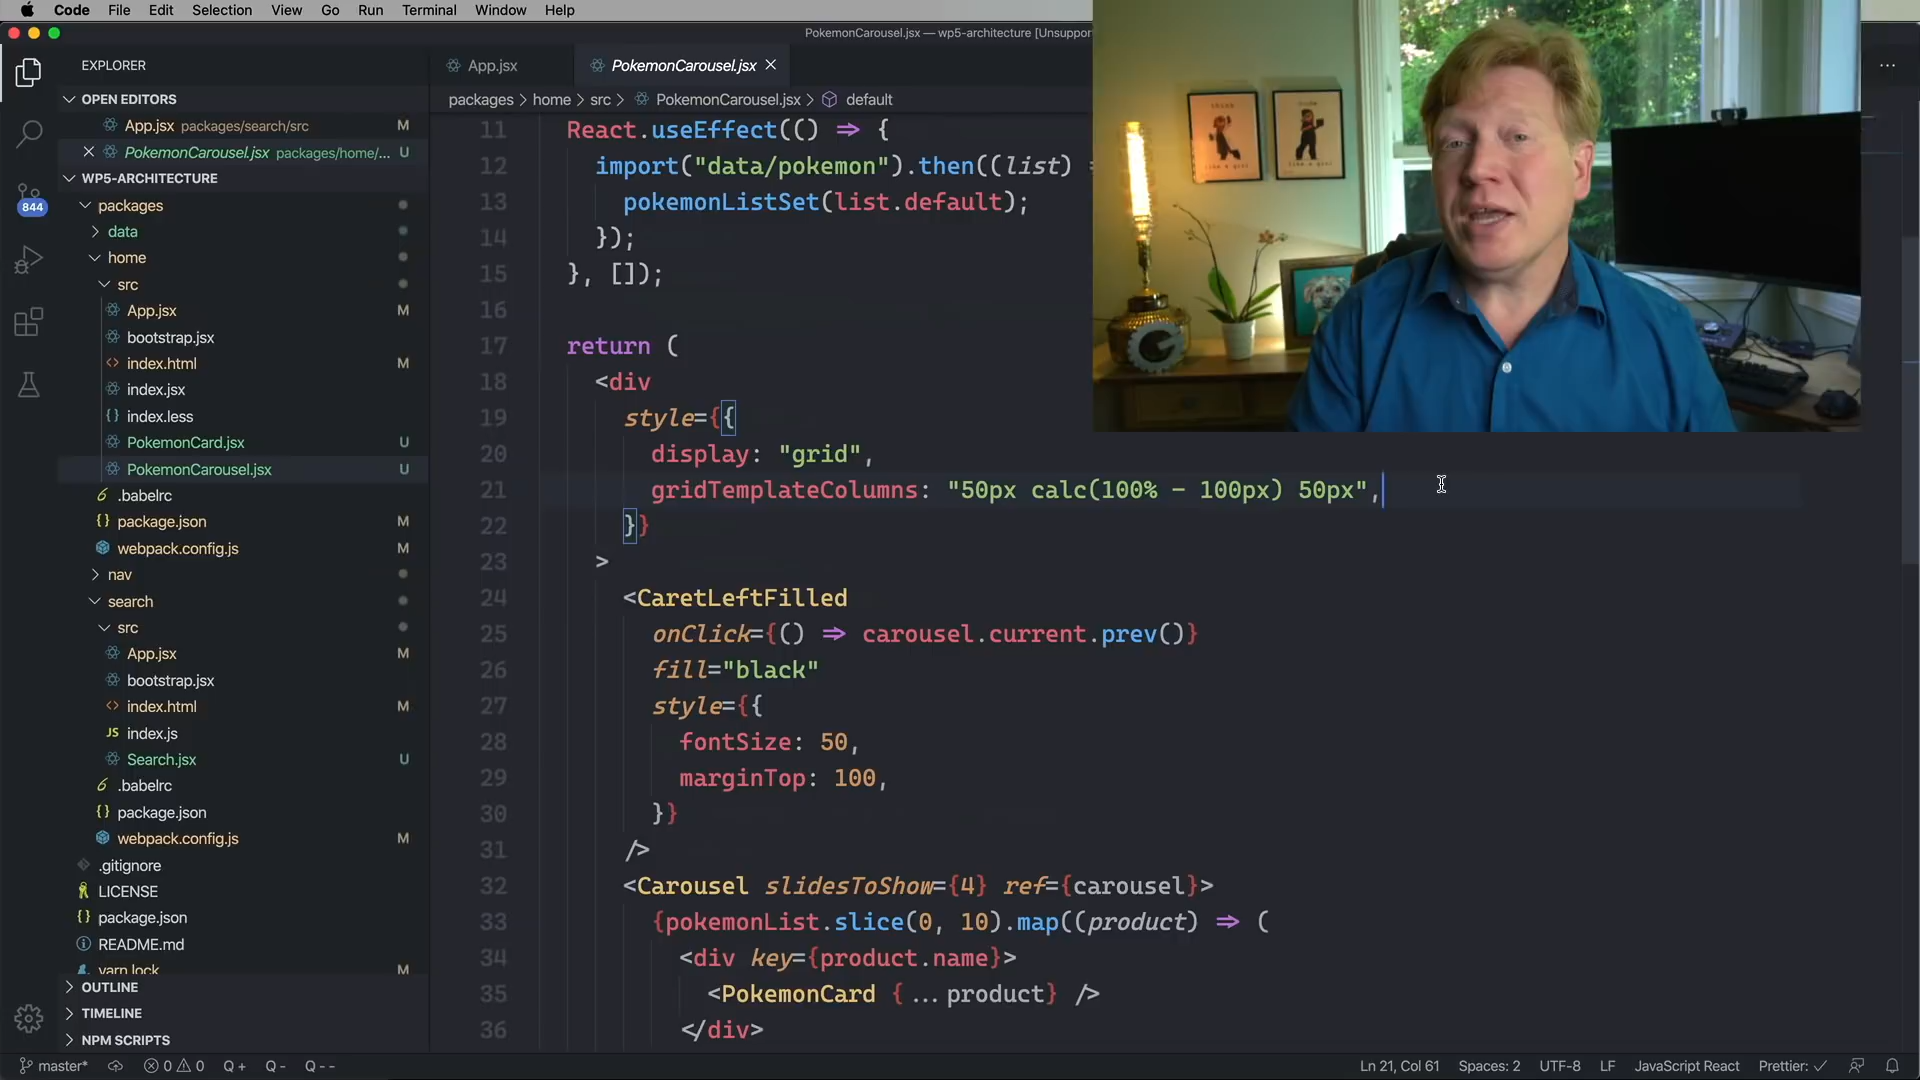 Code File Edit Selection View Go Run Terminal Window Help
PokemonCarousel.jsx — wp5-architecture [Unsuppor
EXPLORER
OPEN EDITORS
App.jsx packages/search/src M
PokemonCarousel.jsx packages/home/... U
WP5-ARCHITECTURE
844
packages
data
home
src
App.jsx M
bootstrap.jsx
index.html M
index.jsx
index.less
PokemonCard.jsx U
PokemonCarousel.jsx U
.babelrc
package.json M
webpack.config.js M
nav
search
src
App.jsx M
bootstrap.jsx
index.html M
JS index.js
Search.jsx U
.babelrc
package.json
webpack.config.js M
.gitignore
LICENSE
package.json
README.md
yarn.lock M
OUTLINE
TIMELINE
NPM SCRIPTS
App.jsx PokemonCarousel.jsx
packages > home > src > PokemonCarousel.jsx > default
11 React.useEffect(() => {
12 import("data/pokemon").then((list) =
13 pokemonListSet(list.default);
14 });
15 }, []);
16
17 return (
18 <div
19 style={{
20 display: "grid",
21 gridTemplateColumns: "50px calc(100% - 100px) 50px",
22 }}
23 >
24 <CaretLeftFilled
25 onClick={() => carousel.current.prev()}
26 fill="black"
27 style={{
28 fontSize: 50,
29 marginTop: 100,
30 }}
31 />
32 <Carousel slidesToShow={4} ref={carousel}>
33 {pokemonList.slice(0, 10).map((product) => (
34 <div key={product.name}>
35 <PokemonCard {...product} />
36 </div>
think
like a girl
like a girl
master* 0 0 Q+ Q- Q-- Ln 21, Col 61 Spaces: 2 UTF-8 LF JavaScript React Prettier: ✓